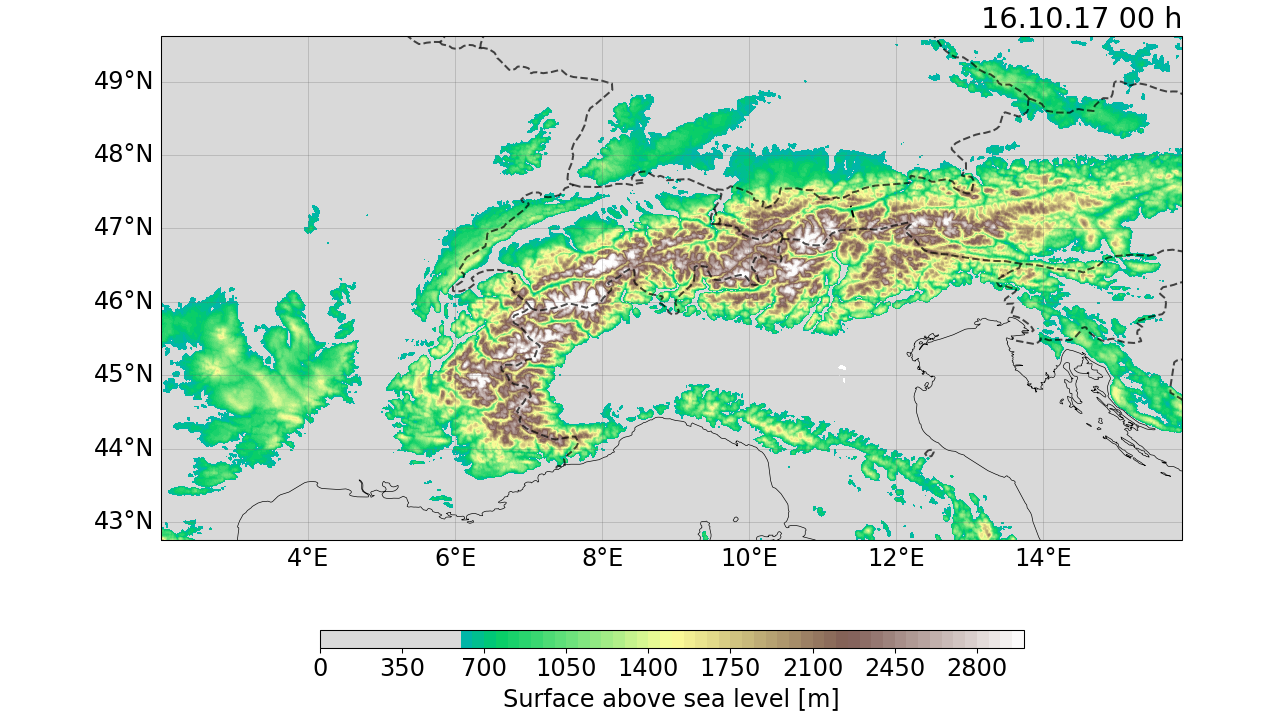 16.10.17 00 h
49°N
48°N
47°N
46°N
45°N
44°N
43°N
4°E 6°E 8°E 10°E 12°E 14°E
0 350 700 1050 1400 1750 2100 2450 2800
Surface above sea level [m]